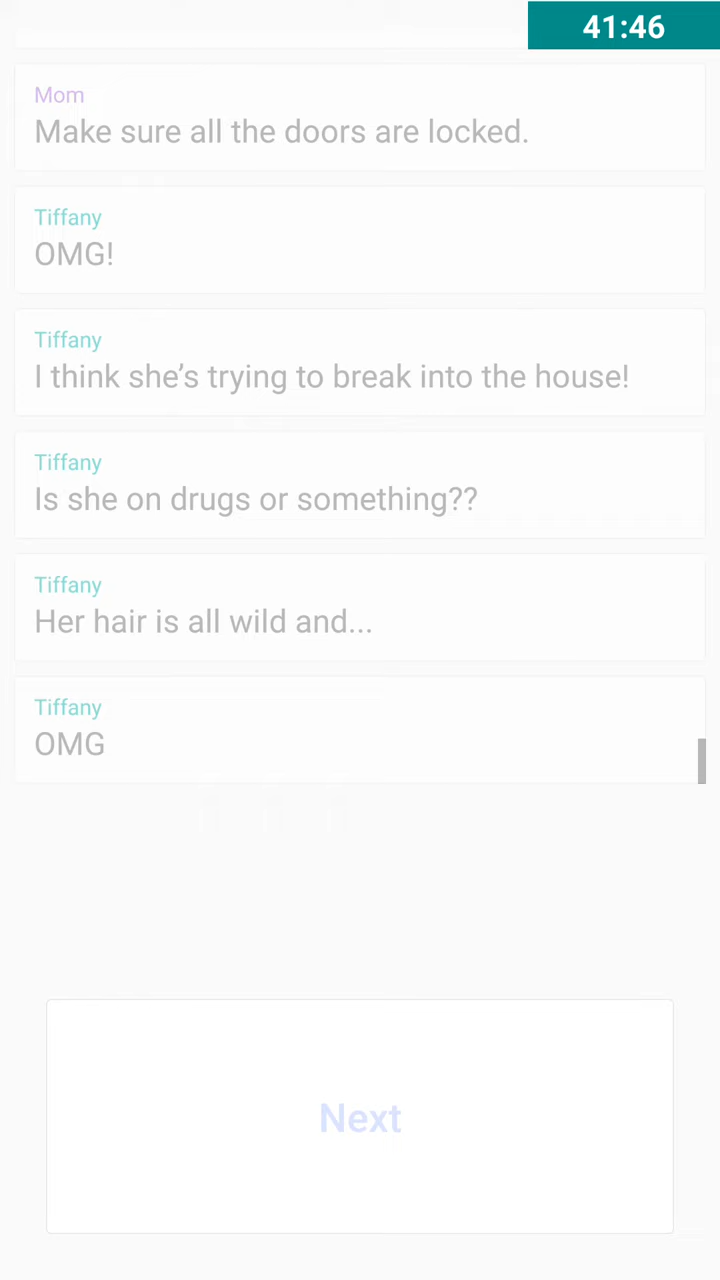 41:46
Mom
Make sure all the doors are locked.
Tiffany
OMG!
Tiffany
I think she’s trying to break into the house!
Tiffany
Is she on drugs or something??
Tiffany
Her hair is all wild and...
Tiffany
OMG
Next